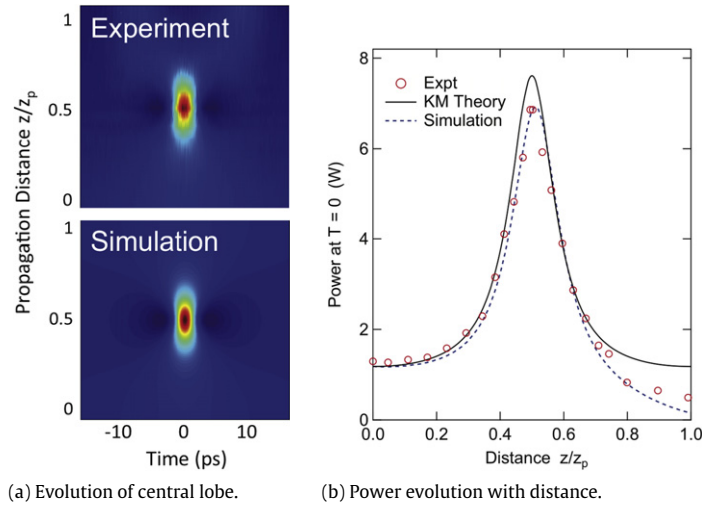 Experiment
1
0.5
0
Simulation
1
0.5
0
Propagation Distance z/zp
-10 0 10
Time (ps)
(a) Evolution of central lobe.
8
6
4
2
0
Power at T = 0 (W)
Expt
KM Theory
Simulation
0.0 0.2 0.4 0.6 0.8 1.0
Distance z/zp
(b) Power evolution with distance.